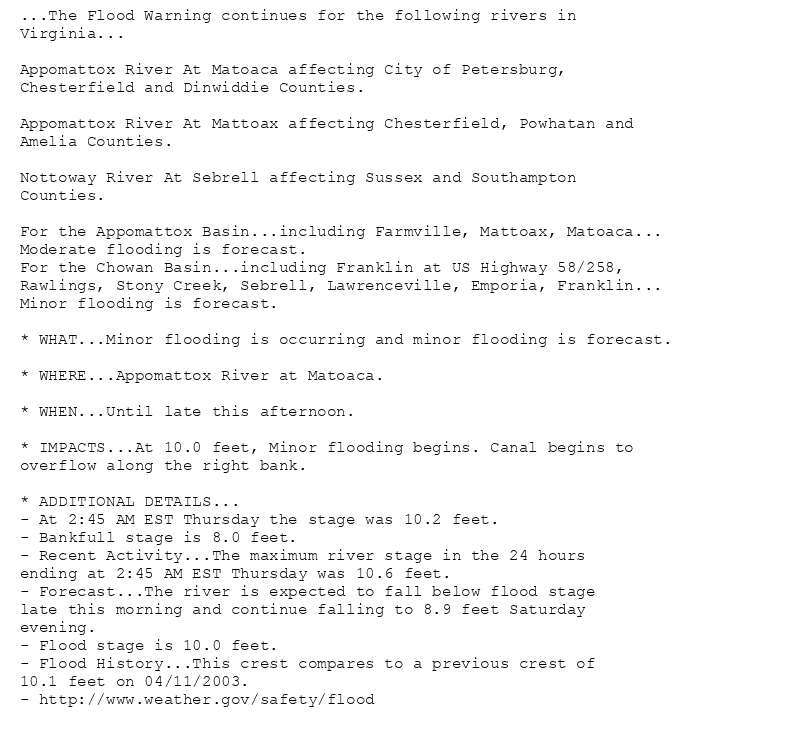 ...The Flood Warning continues for the following rivers in
Virginia...
Appomattox River At Matoaca affecting City of Petersburg,
Chesterfield and Dinwiddie Counties.
Appomattox River At Mattoax affecting Chesterfield, Powhatan and
Amelia Counties.
Nottoway River At Sebrell affecting Sussex and Southampton
Counties.
For the Appomattox Basin...including Farmville, Mattoax, Matoaca...
Moderate flooding is forecast.
For the Chowan Basin...including Franklin at US Highway 58/258,
Rawlings, Stony Creek, Sebrell, Lawrenceville, Emporia, Franklin...
Minor flooding is forecast.
* WHAT...Minor flooding is occurring and minor flooding is forecast.
* WHERE...Appomattox River at Matoaca.
* WHEN...Until late this afternoon.
* IMPACTS...At 10.0 feet, Minor flooding begins. Canal begins to
overflow along the right bank.
* ADDITIONAL DETAILS...
- At 2:45 AM EST Thursday the stage was 10.2 feet.
- Bankfull stage is 8.0 feet.
- Recent Activity...The maximum river stage in the 24 hours
ending at 2:45 AM EST Thursday was 10.6 feet.
- Forecast...The river is expected to fall below flood stage
late this morning and continue falling to 8.9 feet Saturday
evening.
- Flood stage is 10.0 feet.
- Flood History...This crest compares to a previous crest of
10.1 feet on 04/11/2003.
- http://www.weather.gov/safety/flood